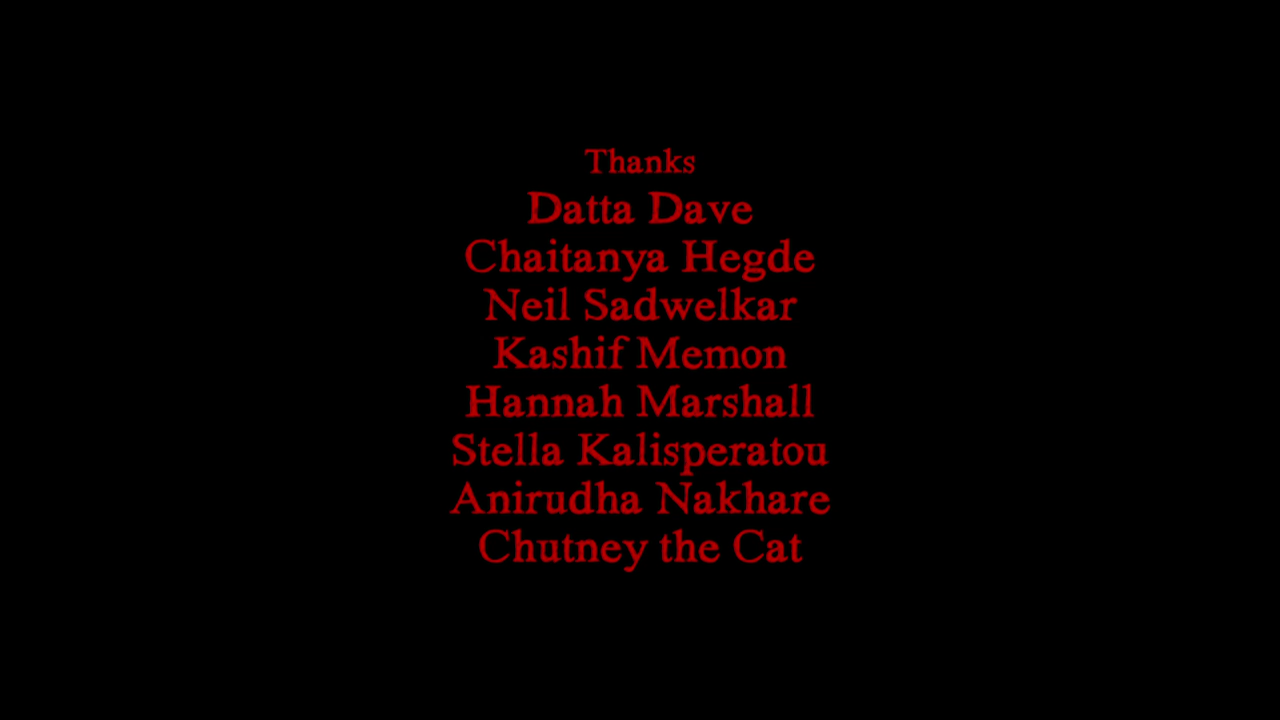 Thanks
Datta Dave
Chaitanya Hegde
Neil Sadwelkar
Kashif Memon
Hannah Marshall
Stella Kalisperatou
Anirudha Nakhare
Chutney the Cat